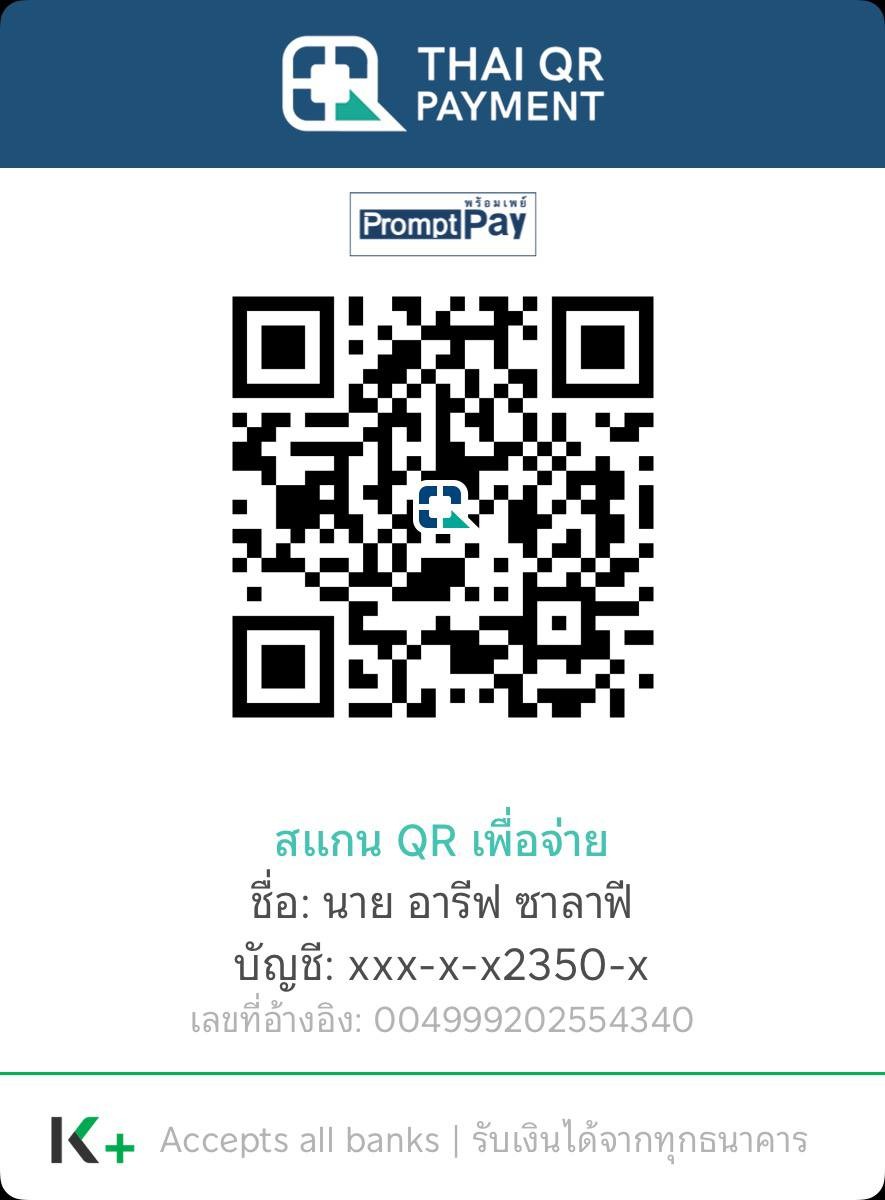 THAI QR
PAYMENT
พร้อมเพย์
PromptPay
สแกน QR เพื่อจ่าย
ชื่อ: นาย อารีฟ ซาลาฟี
บัญชี: xxx-x-x2350-x
เลขที่อ้างอิง: 004999202554340
K+ Accepts all banks | รับเงินได้จากทุกธนาคาร